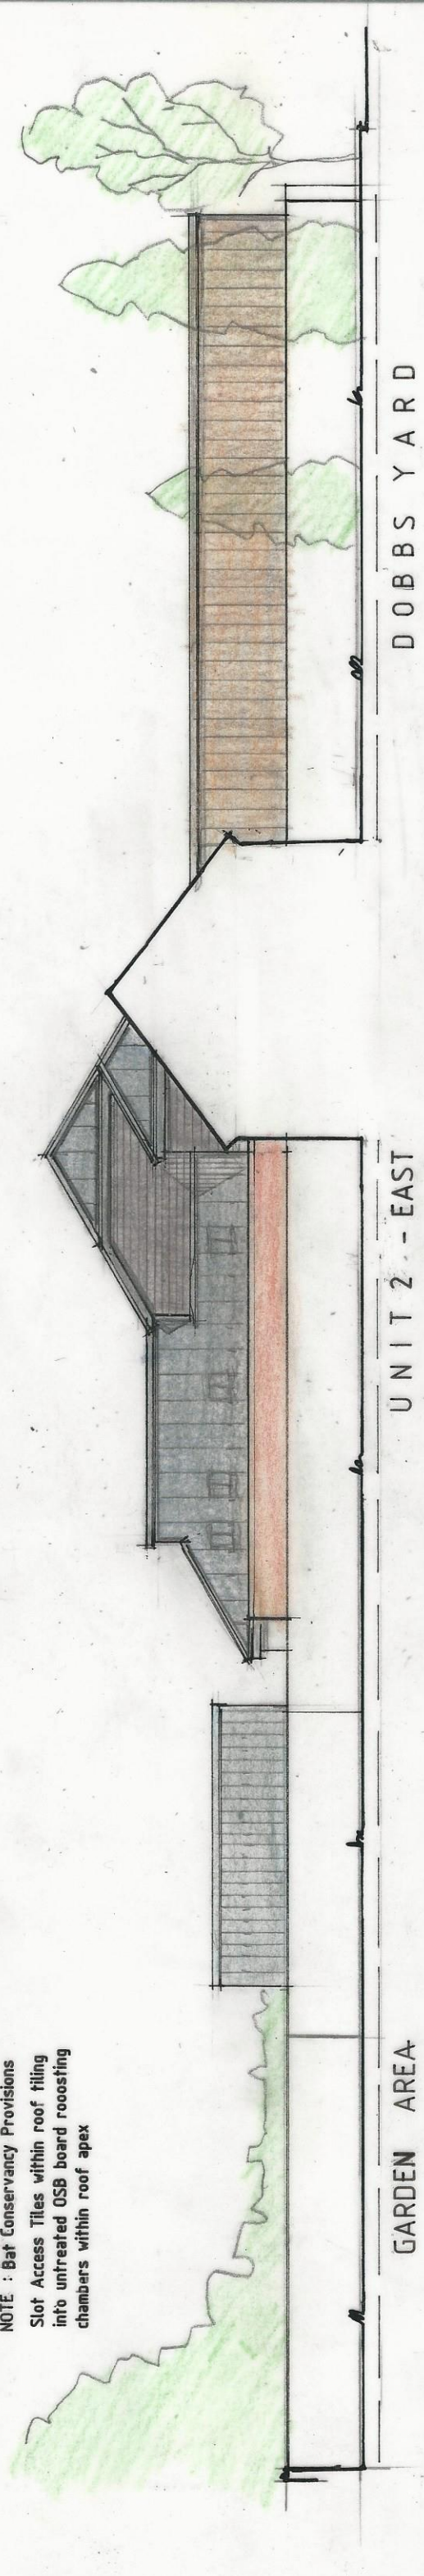 NOTE : Bat Conservancy Provisions
Slot Access Tiles within roof tiling
into untreated OSB board rooosting
chambers within roof apex
GARDEN AREA
UNIT 2 - EAST
DOBBS YARD